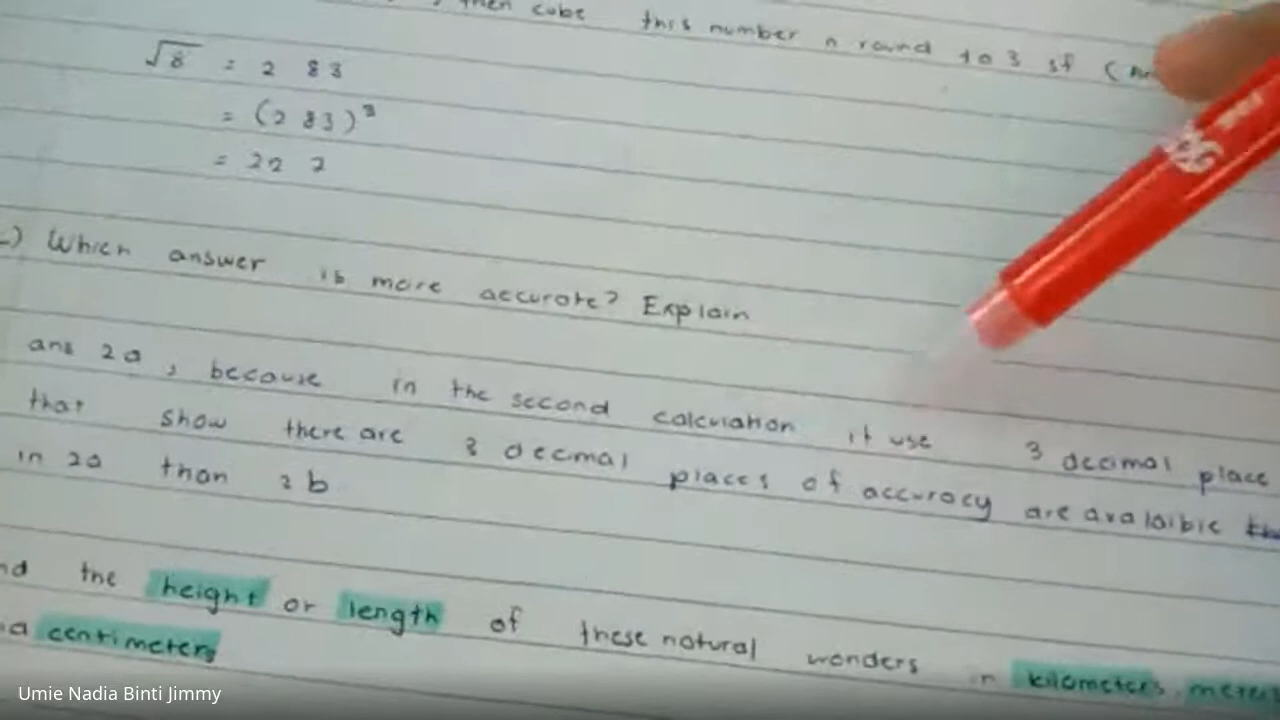 then cube this number n round to 3 sf (
√8 = 2 83
= (2 83)³
= 22 7
c) Which answer is more accurate? Explain
ans 2a, because in the second calculation it use 3 decimal place
that show there are 3 decimal places of accuracy are avalaible
in 2a than 2b
the height or length of these natural wonders in kilometers, meters
centimeters
Umie Nadia Binti Jimmy